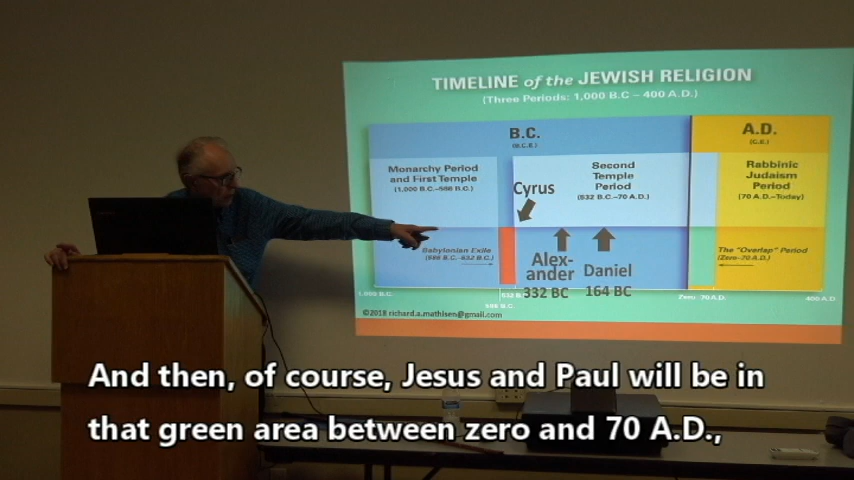 TIMELINE of the JEWISH RELIGION
(Three Periods: 1,000 B.C – 400 A.D.)
B.C.
(B.C.E.)
A.D.
(C.E.)
Monarchy Period
and First Temple
(1,000 B.C.–586 B.C.)
Second
Temple
Period
(532 B.C.–70 A.D.)
Rabbinic
Judaism
Period
(70 A.D.–Today)
Cyrus
Babylonian Exile
(586 B.C.-532 B.C.)
Alex-
ander
332 BC
Daniel
164 BC
The "Overlap" Period
(Zero-70 A.D.)
1,000 B.C.
532 B.C.
586 B.C.
Zero
70 A.D.
400 A.D.
©2018 richard.a.mathisen@gmail.com
And then, of course, Jesus and Paul will be in
that green area between zero and 70 A.D.,